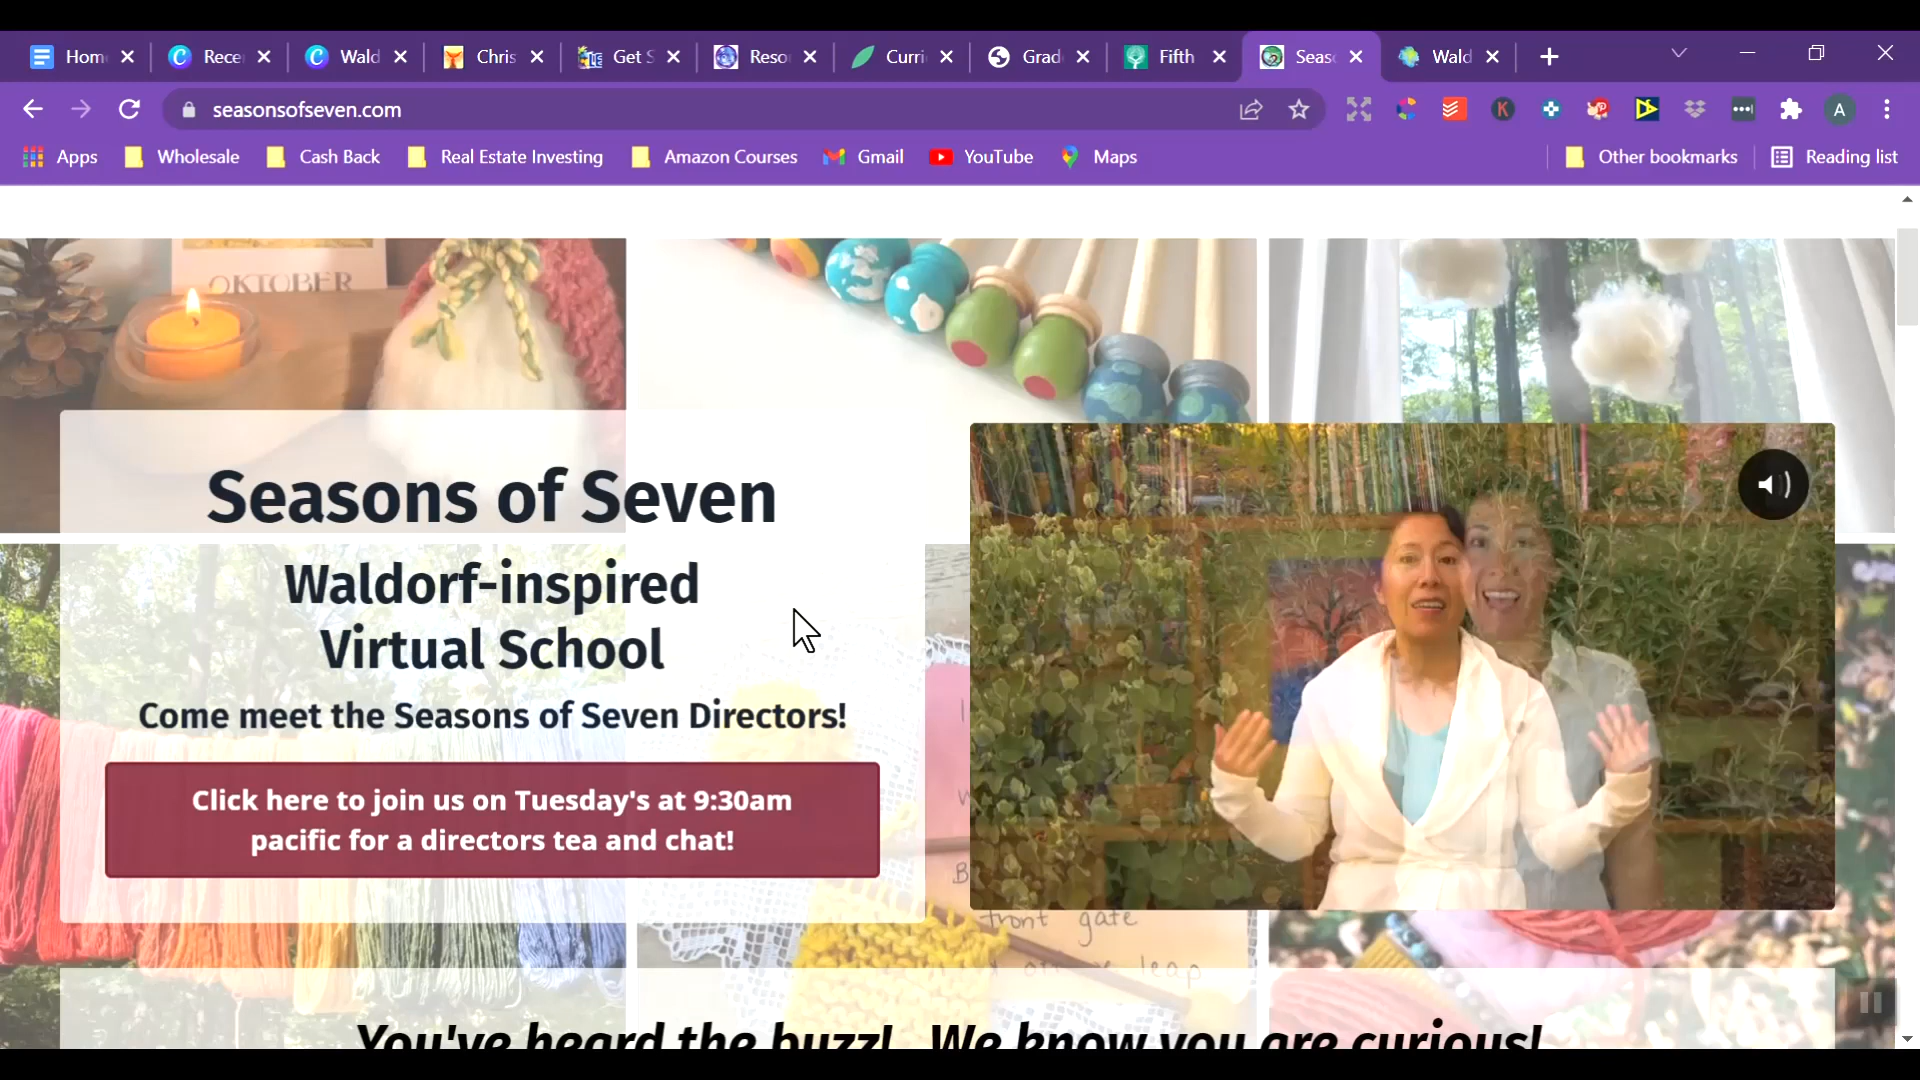 Hom
Rece
Wald
Chris
Get S
Reso
Curri
Grad
Fifth
Seas
Wald
seasonsofseven.com
A
Apps
Wholesale
Cash Back
Real Estate Investing
Amazon Courses
Gmail
YouTube
Maps
Other bookmarks
Reading list
OKTOBER
Seasons of Seven
Waldorf-inspired
Virtual School
Come meet the Seasons of Seven Directors!
Click here to join us on Tuesday's at 9:30am
pacific for a directors tea and chat!
front gate
leap
You've heard the buzz! We know you are curious!